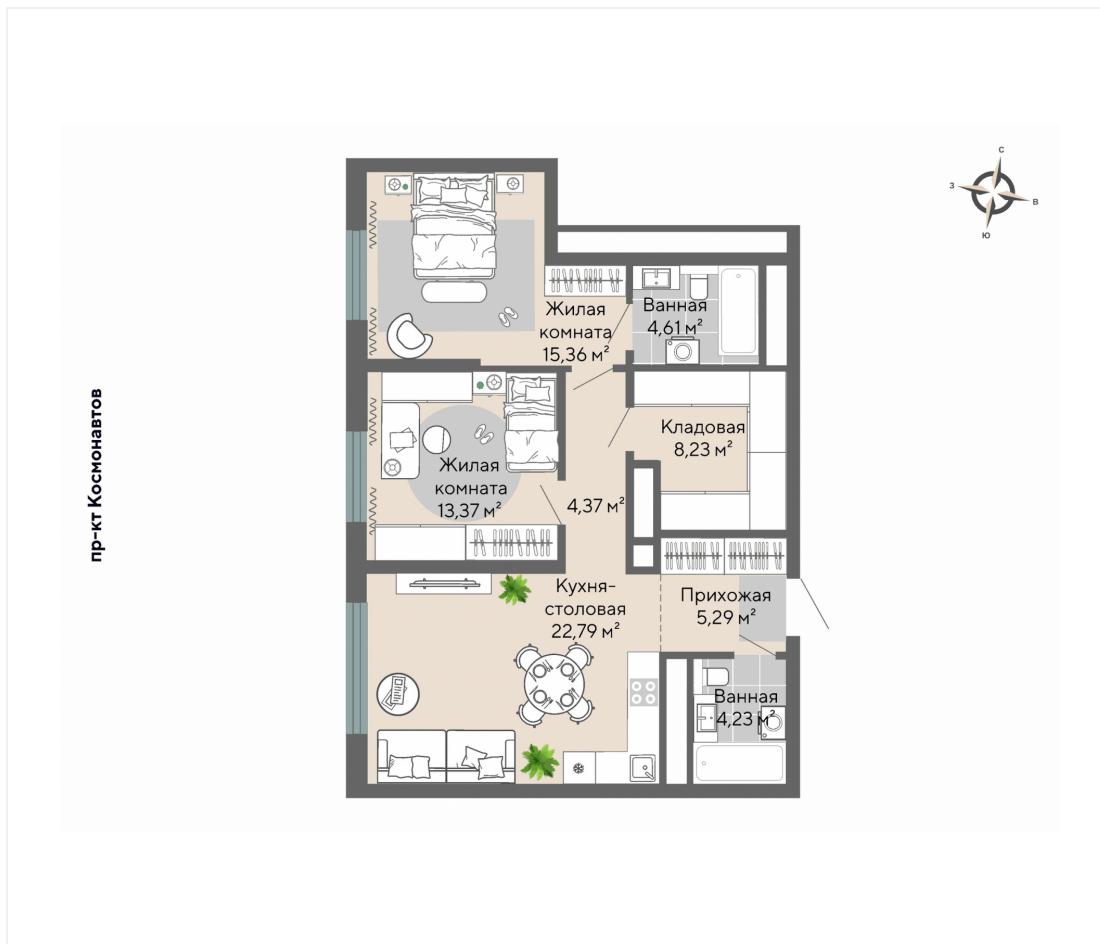 С
З
В
Ю
Жилая
комната
15,36 м²
Ванная
4,61 м²
Кладовая
8,23 м²
Жилая
комната
13,37 м²
4,37 м²
пр-кт Космонавтов
Кухня-
столовая
22,79 м²
Прихожая
5,29 м²
Ванная
4,23 м²